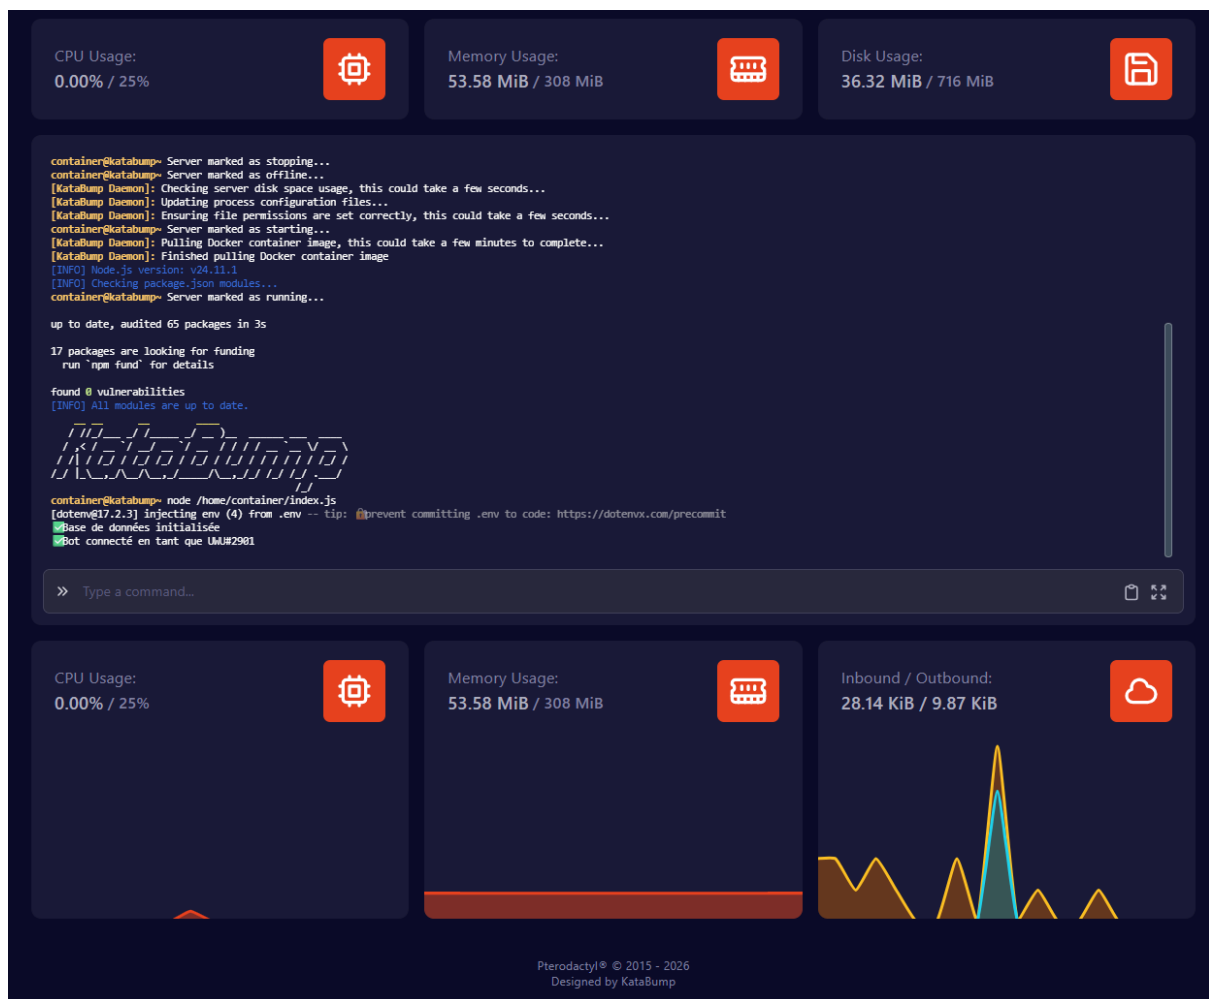 CPU Usage:
0.00% / 25%
Memory Usage:
53.58 MiB / 308 MiB
Disk Usage:
36.32 MiB / 716 MiB
container@katabump~ Server marked as stopping...
container@katabump~ Server marked as offline...
[KataBump Daemon]: Checking server disk space usage, this could take a few seconds...
[KataBump Daemon]: Updating process configuration files...
[KataBump Daemon]: Ensuring file permissions are set correctly, this could take a few seconds...
container@katabump~ Server marked as starting...
[KataBump Daemon]: Pulling Docker container image, this could take a few minutes to complete...
[KataBump Daemon]: Finished pulling Docker container image
[INFO] Node.js version: v24.11.1
[INFO] Checking package.json modules...
container@katabump~ Server marked as running...
up to date, audited 65 packages in 3s
17 packages are looking for funding
run `npm fund` for details
found 0 vulnerabilities
[INFO] All modules are up to date.
KataBump
container@katabump~ node /home/container/index.js
[dotenv@17.2.3] injecting env (4) from .env -- tip: 🔒prevent committing .env to code: https://dotenvx.com/precommit
✅Base de données initialisée
✅Bot connecté en tant que UWU#2901
Type a command...
CPU Usage:
0.00% / 25%
Memory Usage:
53.58 MiB / 308 MiB
Inbound / Outbound:
28.14 KiB / 9.87 KiB
Pterodactyl® © 2015 - 2026
Designed by KataBump